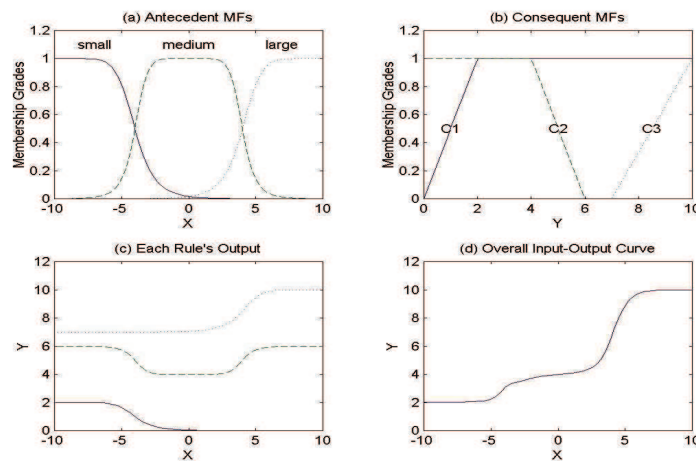 (a) Antecedent MFs
small medium large
1.2
1
0.8
0.6
0.4
0.2
0
Membership Grades
-10 -5 0 5 10
X
(b) Consequent MFs
1.2
1
0.8
0.6
0.4
0.2
0
Membership Grades
C1 C2 C3
0 2 4 6 8 10
Y
(c) Each Rule's Output
12
10
8
6
4
2
0
Y
-10 -5 0 5 10
X
(d) Overall Input-Output Curve
12
10
8
6
4
2
0
Y
-10 -5 0 5 10
X